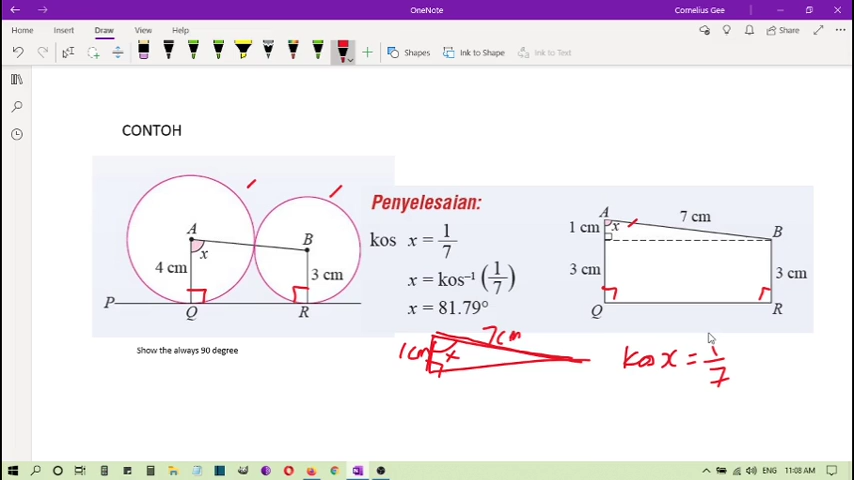 OneNote
Cornelius Gee
Home
Insert
Draw
View
Help
Share
Shapes
Ink to Shape
Ink to Text
CONTOH
A
B
x
4 cm
3 cm
P
Q
R
Show the always 90 degree
Penyelesaian:
kos x = 1/7
x = kos⁻¹ (1/7)
x = 81.79°
A
1 cm
x
7 cm
B
3 cm
3 cm
Q
R
7cm
1cm
x
kos x = 1/7
ENG
11:08 AM